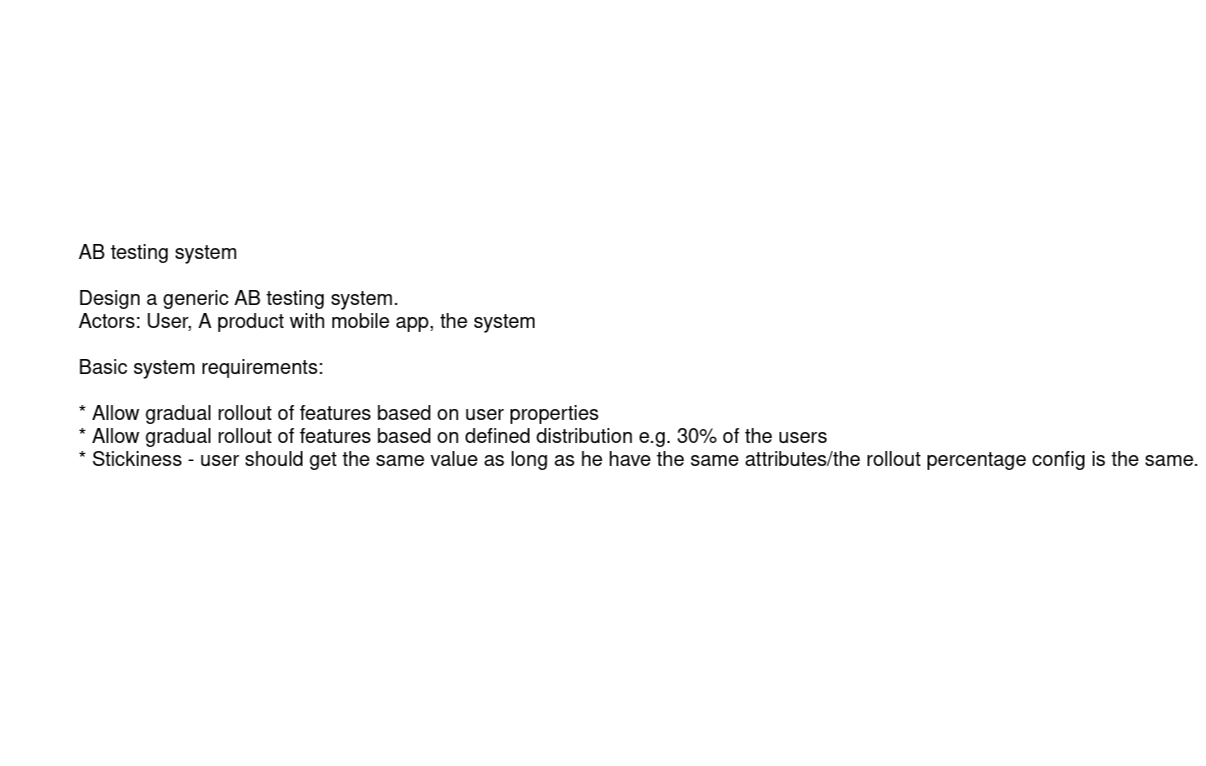 AB testing system
Design a generic AB testing system.
Actors: User, A product with mobile app, the system
Basic system requirements:
* Allow gradual rollout of features based on user properties
* Allow gradual rollout of features based on defined distribution e.g. 30% of the users
* Stickiness - user should get the same value as long as he have the same attributes/the rollout percentage config is the same.